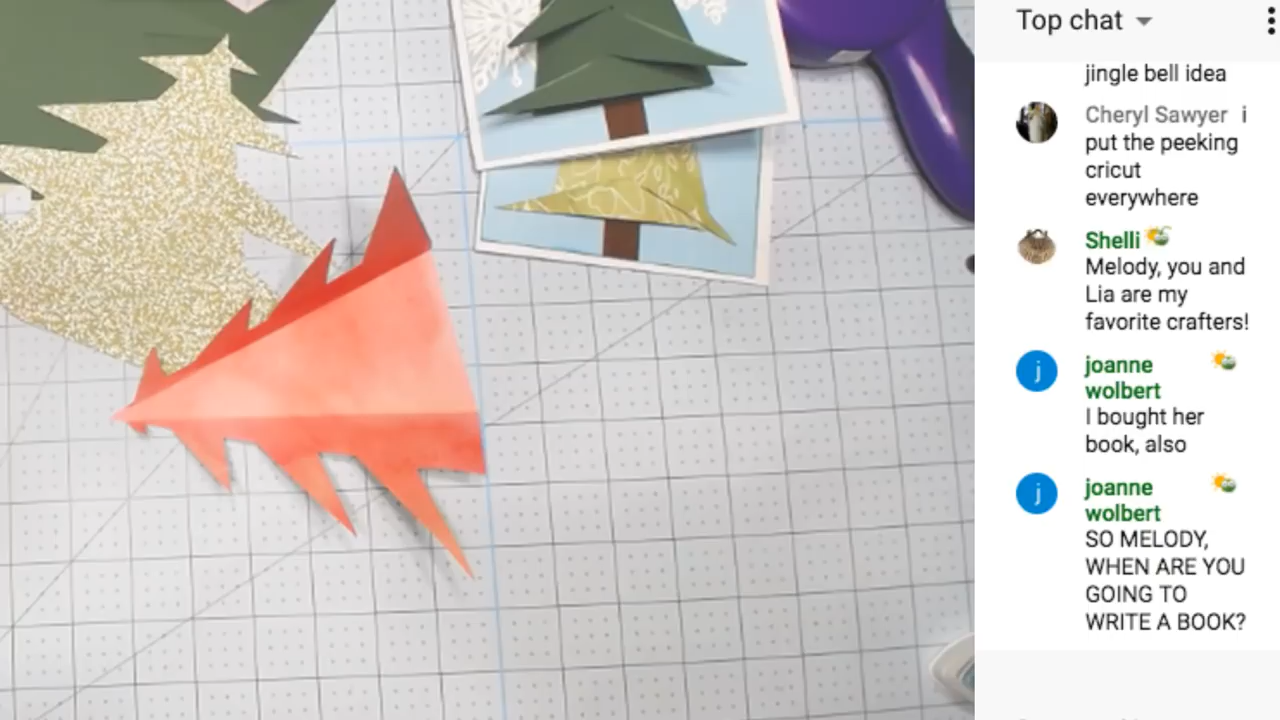 Top chat
jingle bell idea
Cheryl Sawyer i
put the peeking
cricut
everywhere
Shelli
Melody, you and
Lia are my
favorite crafters!
joanne
wolbert
I bought her
book, also
joanne
wolbert
SO MELODY,
WHEN ARE YOU
GOING TO
WRITE A BOOK?